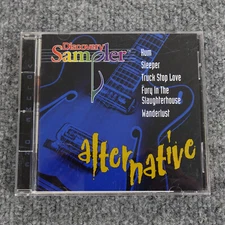 Discovery
Sampler
Hum
Sleeper
Truck Stop Love
Fury In The
Slaughterhouse
Wanderlust
alternative